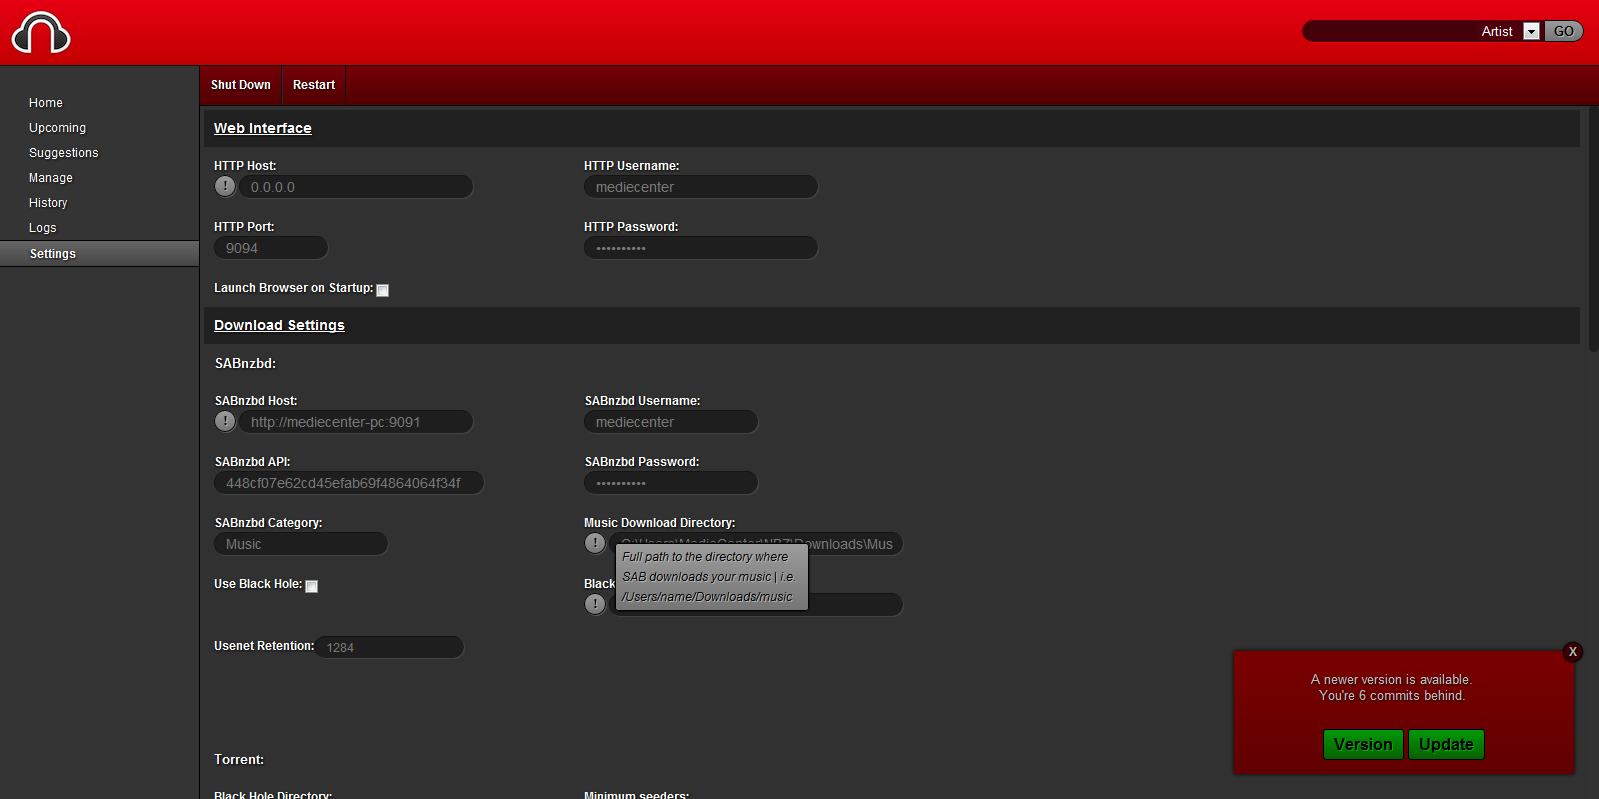 Artist
GO
Shut Down
Restart
Home
Upcoming
Suggestions
Manage
History
Logs
Settings
Web Interface
HTTP Host:
HTTP Username:
!
0.0.0.0
mediecenter
HTTP Port:
HTTP Password:
9094
••••••••••
Launch Browser on Startup:
Download Settings
SABnzbd:
SABnzbd Host:
SABnzbd Username:
!
http://mediecenter-pc:9091
mediecenter
SABnzbd API:
SABnzbd Password:
448cf07e62cd45efab69f4864064f34f
••••••••••
SABnzbd Category:
Music Download Directory:
Music
!
C:\Users\MedieCenter\NBZ\Downloads\Mus
Full path to the directory where
SAB downloads your music | i.e.
/Users/name/Downloads/music
Use Black Hole:
Black
!
Usenet Retention:
1284
X
A newer version is available.
You're 6 commits behind.
Version
Update
Torrent:
Black Hole Directory:
Minimum seeders: